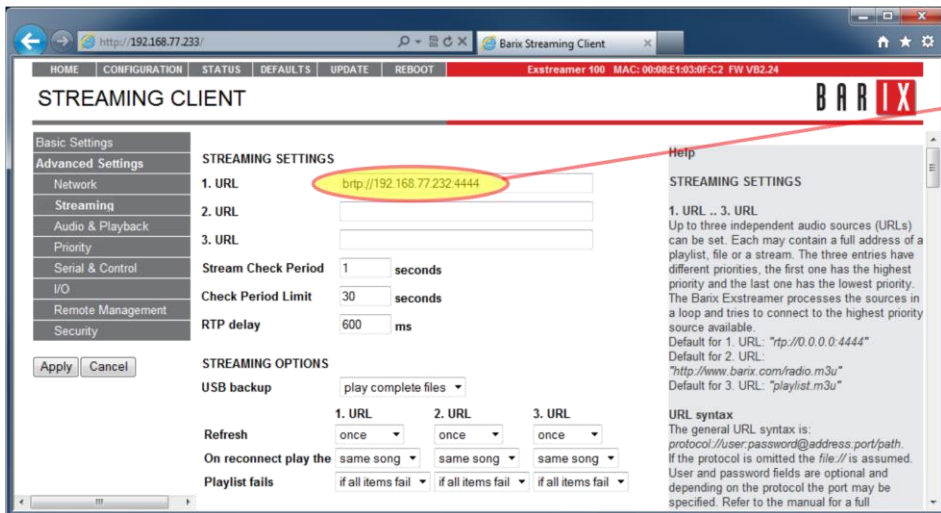 http://192.168.77.233/
Barix Streaming Client
HOME CONFIGURATION STATUS DEFAULTS UPDATE REBOOT Exstreamer 100 MAC: 00:08:E1:03:0F:C2 FW VB2.24
STREAMING CLIENT
BARIX
Basic Settings
Advanced Settings
Network
Streaming
Audio & Playback
Priority
Serial & Control
I/O
Remote Management
Security
Apply Cancel
STREAMING SETTINGS
1. URL brtp://192.168.77.232:4444
2. URL
3. URL
Stream Check Period 1 seconds
Check Period Limit 30 seconds
RTP delay 600 ms
STREAMING OPTIONS
USB backup play complete files
1. URL 2. URL 3. URL
Refresh once once once
On reconnect play the same song same song same song
Playlist fails if all items fail if all items fail if all items fail
Help
STREAMING SETTINGS
1. URL .. 3. URL
Up to three independent audio sources (URLs)
can be set. Each may contain a full address of a
playlist, file or a stream. The three entries have
different priorities, the first one has the highest
priority and the last one has the lowest priority.
The Barix Exstreamer processes the sources in
a loop and tries to connect to the highest priority
source available.
Default for 1. URL: "rtp://0.0.0.0:4444"
Default for 2. URL:
"http://www.barix.com/radio.m3u"
Default for 3. URL: "playlist.m3u"
URL syntax
The general URL syntax is:
protocol://user:password@address:port/path.
If the protocol is omitted the file:// is assumed.
User and password fields are optional and
depending on the protocol the port may be
specified. Refer to the manual for a full